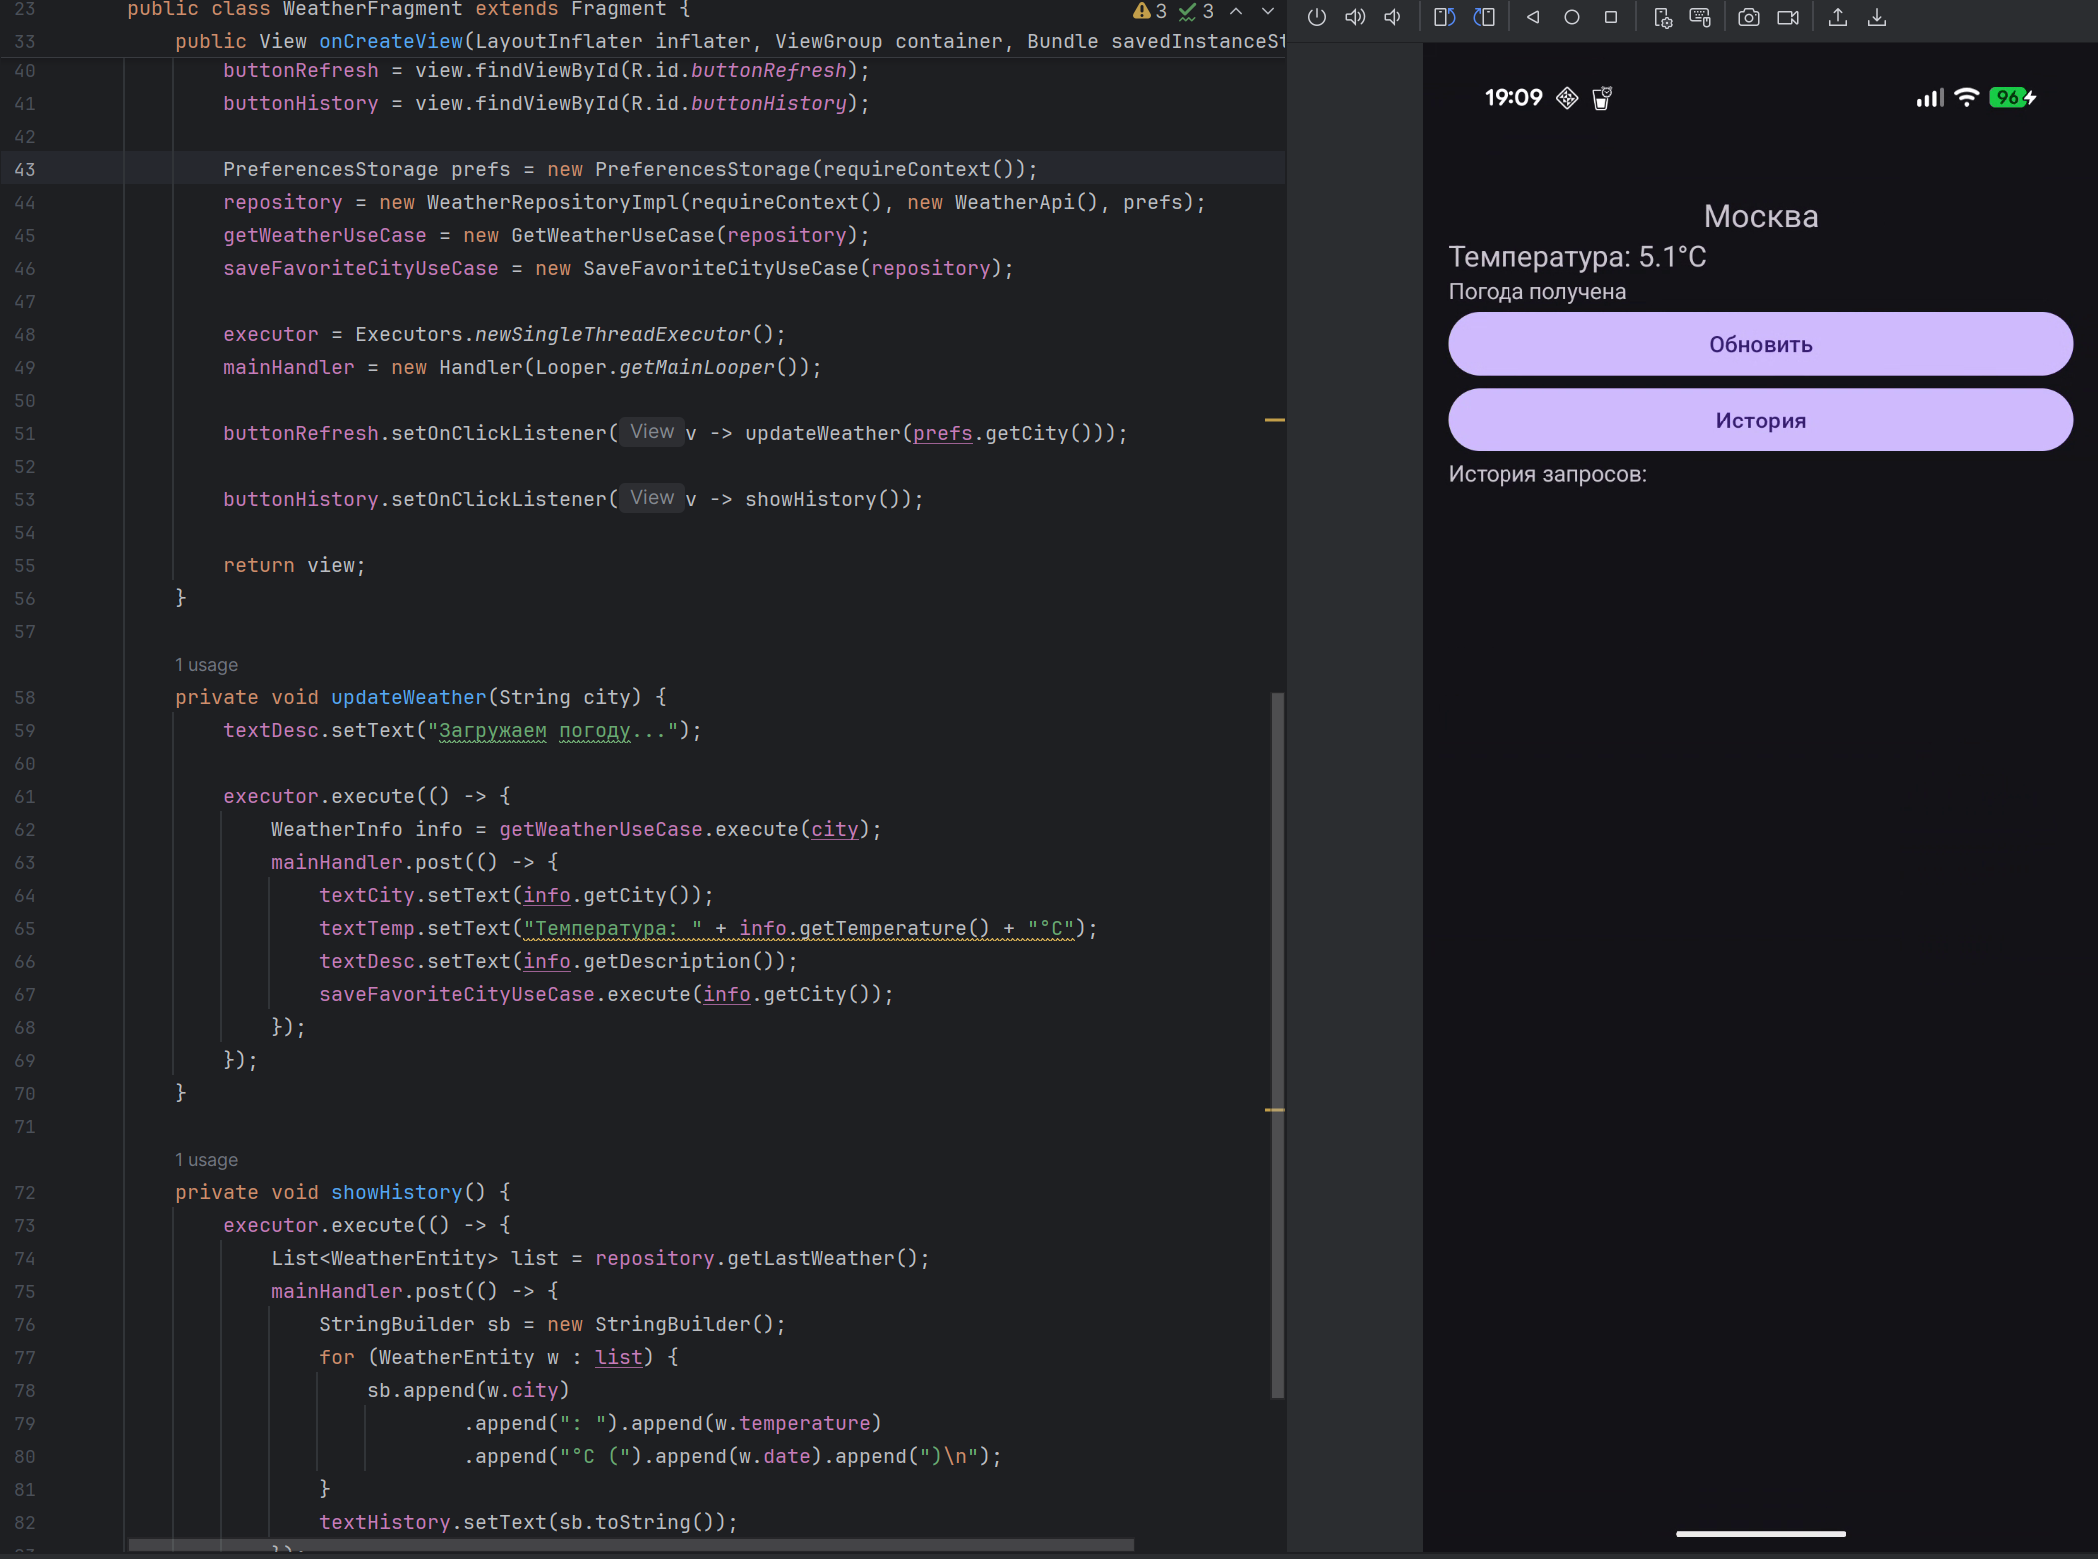 23 public class WeatherFragment extends Fragment {
3 3
33 public View onCreateView(LayoutInflater inflater, ViewGroup container, Bundle savedInstanceSt
40 buttonRefresh = view.findViewById(R.id.buttonRefresh);
41 buttonHistory = view.findViewById(R.id.buttonHistory);
42
43 PreferencesStorage prefs = new PreferencesStorage(requireContext());
44 repository = new WeatherRepositoryImpl(requireContext(), new WeatherApi(), prefs);
45 getWeatherUseCase = new GetWeatherUseCase(repository);
46 saveFavoriteCityUseCase = new SaveFavoriteCityUseCase(repository);
47
48 executor = Executors.newSingleThreadExecutor();
49 mainHandler = new Handler(Looper.getMainLooper());
50
51 buttonRefresh.setOnClickListener( View v -> updateWeather(prefs.getCity()));
52
53 buttonHistory.setOnClickListener( View v -> showHistory());
54
55 return view;
56 }
57
1 usage
58 private void updateWeather(String city) {
59 textDesc.setText("Загружаем погоду...");
60
61 executor.execute(() -> {
62 WeatherInfo info = getWeatherUseCase.execute(city);
63 mainHandler.post(() -> {
64 textCity.setText(info.getCity());
65 textTemp.setText("Температура: " + info.getTemperature() + "°C");
66 textDesc.setText(info.getDescription());
67 saveFavoriteCityUseCase.execute(info.getCity());
68 });
69 });
70 }
71
1 usage
72 private void showHistory() {
73 executor.execute(() -> {
74 List<WeatherEntity> list = repository.getLastWeather();
75 mainHandler.post(() -> {
76 StringBuilder sb = new StringBuilder();
77 for (WeatherEntity w : list) {
78 sb.append(w.city)
79 .append(": ").append(w.temperature)
80 .append("°C (").append(w.date).append(")\n");
81 }
82 textHistory.setText(sb.toString());
19:09
96
Москва
Температура: 5.1°C
Погода получена
Обновить
История
История запросов: